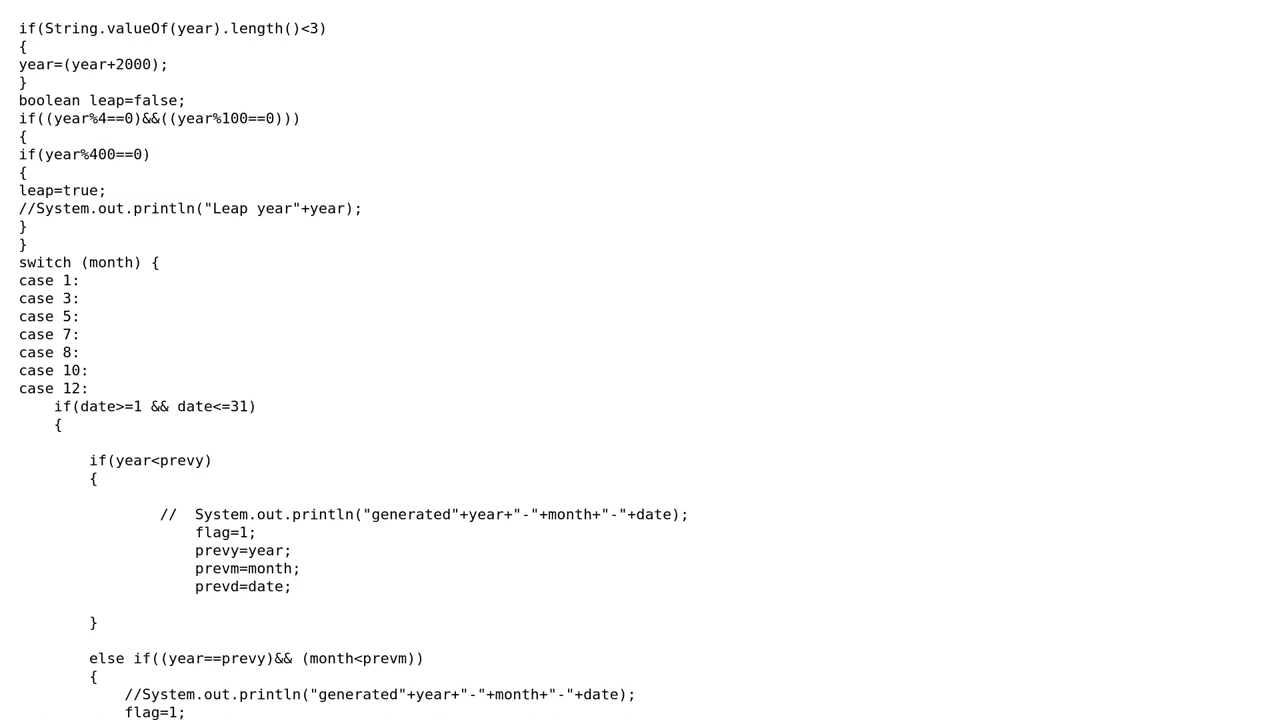 if(String.valueOf(year).length()<3)
{
year=(year+2000);
}
boolean leap=false;
if((year%4==0)&&((year%100==0)))
{
if(year%400==0)
{
leap=true;
//System.out.println("Leap year"+year);
}
}
switch (month) {
case 1:
case 3:
case 5:
case 7:
case 8:
case 10:
case 12:
    if(date>=1 && date<=31)
    {
        if(year<prevy)
        {
                //  System.out.println("generated"+year+"-"+month+"-"+date);
                    flag=1;
                    prevy=year;
                    prevm=month;
                    prevd=date;
        }
        else if((year==prevy)&& (month<prevm))
        {
            //System.out.println("generated"+year+"-"+month+"-"+date);
            flag=1;